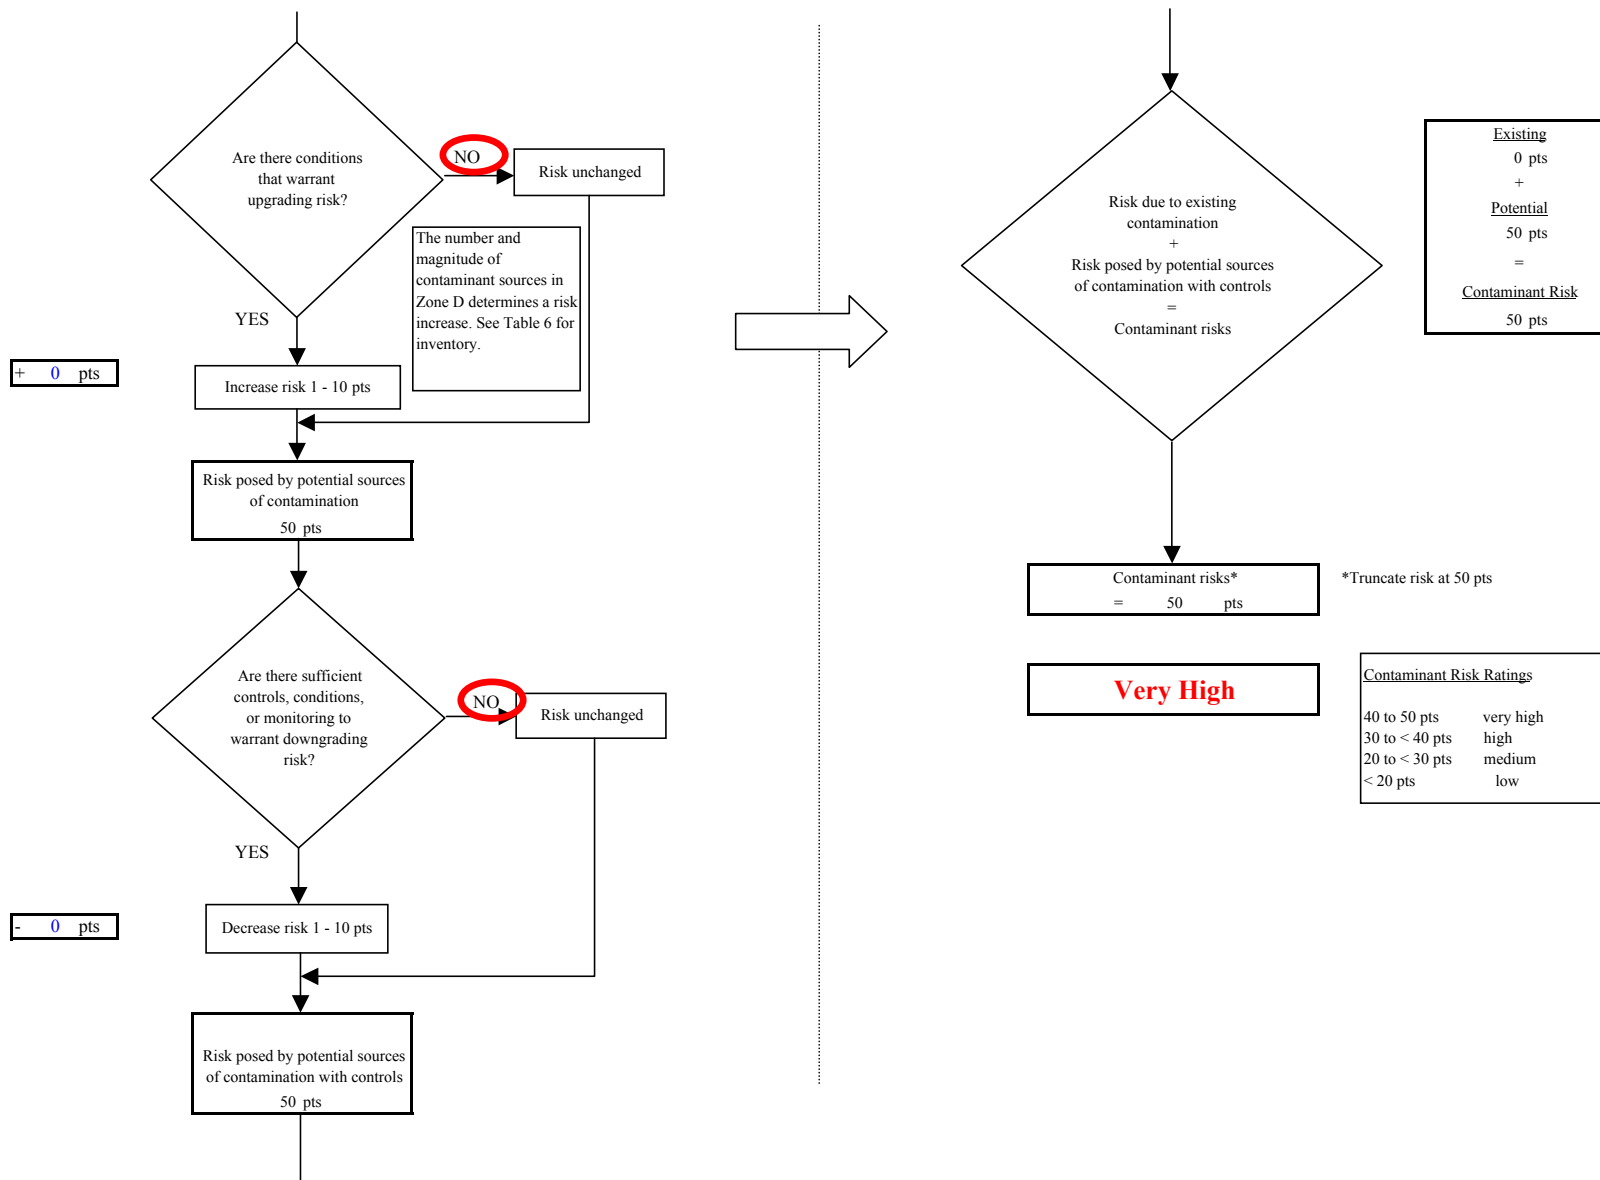 Are there conditions
that warrant
upgrading risk?
NO
Risk unchanged
The number and
magnitude of
contaminant sources in
Zone D determines a risk
increase. See Table 6 for
inventory.
YES
+ 0 pts
Increase risk 1 - 10 pts
Risk posed by potential sources
of contamination
50 pts
Are there sufficient
controls, conditions,
or monitoring to
warrant downgrading
risk?
NO
Risk unchanged
YES
- 0 pts
Decrease risk 1 - 10 pts
Risk posed by potential sources
of contamination with controls
50 pts
Risk due to existing
contamination
+
Risk posed by potential sources
of contamination with controls
=
Contaminant risks
Existing
0 pts
+
Potential
50 pts
=
Contaminant Risk
50 pts
Contaminant risks*
= 50 pts
*Truncate risk at 50 pts
Very High
Contaminant Risk Ratings
40 to 50 pts very high
30 to < 40 pts high
20 to < 30 pts medium
< 20 pts low